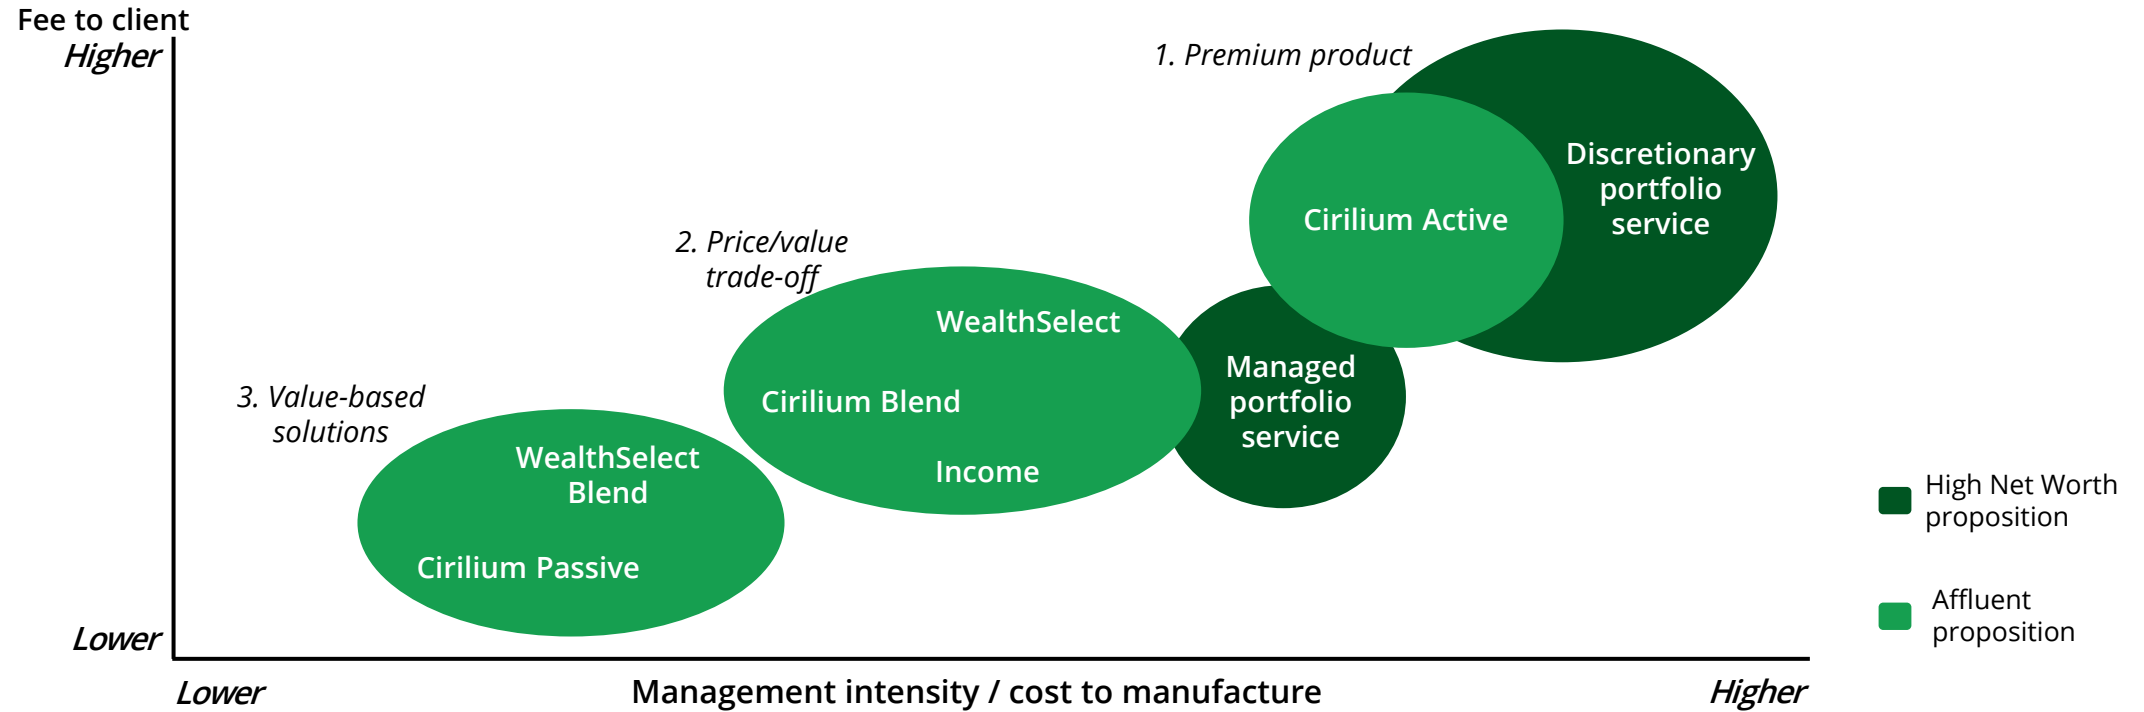 Fee to client
Higher
1. Premium product
Discretionary
portfolio
service
Cirilium Active
2. Price/value
trade-off
WealthSelect
Cirilium Blend
Income
Managed
portfolio
service
3. Value-based
solutions
WealthSelect
Blend
Cirilium Passive
High Net Worth
proposition
Affluent
proposition
Lower
Lower
Management intensity / cost to manufacture
Higher